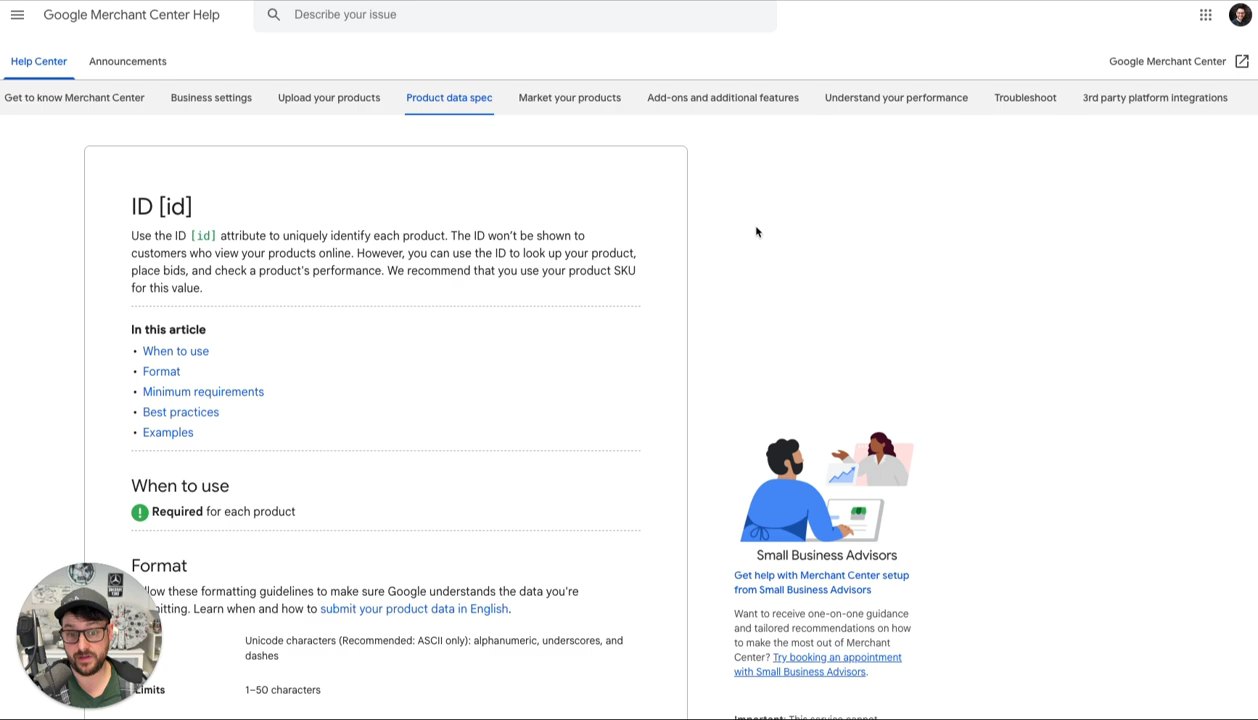 Google Merchant Center Help
Describe your issue
Help Center
Announcements
Google Merchant Center
Get to know Merchant Center
Business settings
Upload your products
Product data spec
Market your products
Add-ons and additional features
Understand your performance
Troubleshoot
3rd party platform integrations
ID [id]
Use the ID [id] attribute to uniquely identify each product. The ID won’t be shown to
customers who view your products online. However, you can use the ID to look up your product,
place bids, and check a product's performance. We recommend that you use your product SKU
for this value.
In this article
• When to use
• Format
• Minimum requirements
• Best practices
• Examples
When to use
! Required for each product
Format
llow these formatting guidelines to make sure Google understands the data you're
mitting. Learn when and how to submit your product data in English.
Unicode characters (Recommended: ASCII only): alphanumeric, underscores, and
dashes
Limits
1–50 characters
Small Business Advisors
Get help with Merchant Center setup
from Small Business Advisors
Want to receive one-on-one guidance
and tailored recommendations on how
to make the most out of Merchant
Center? Try booking an appointment
with Small Business Advisors.
Important: This service cannot